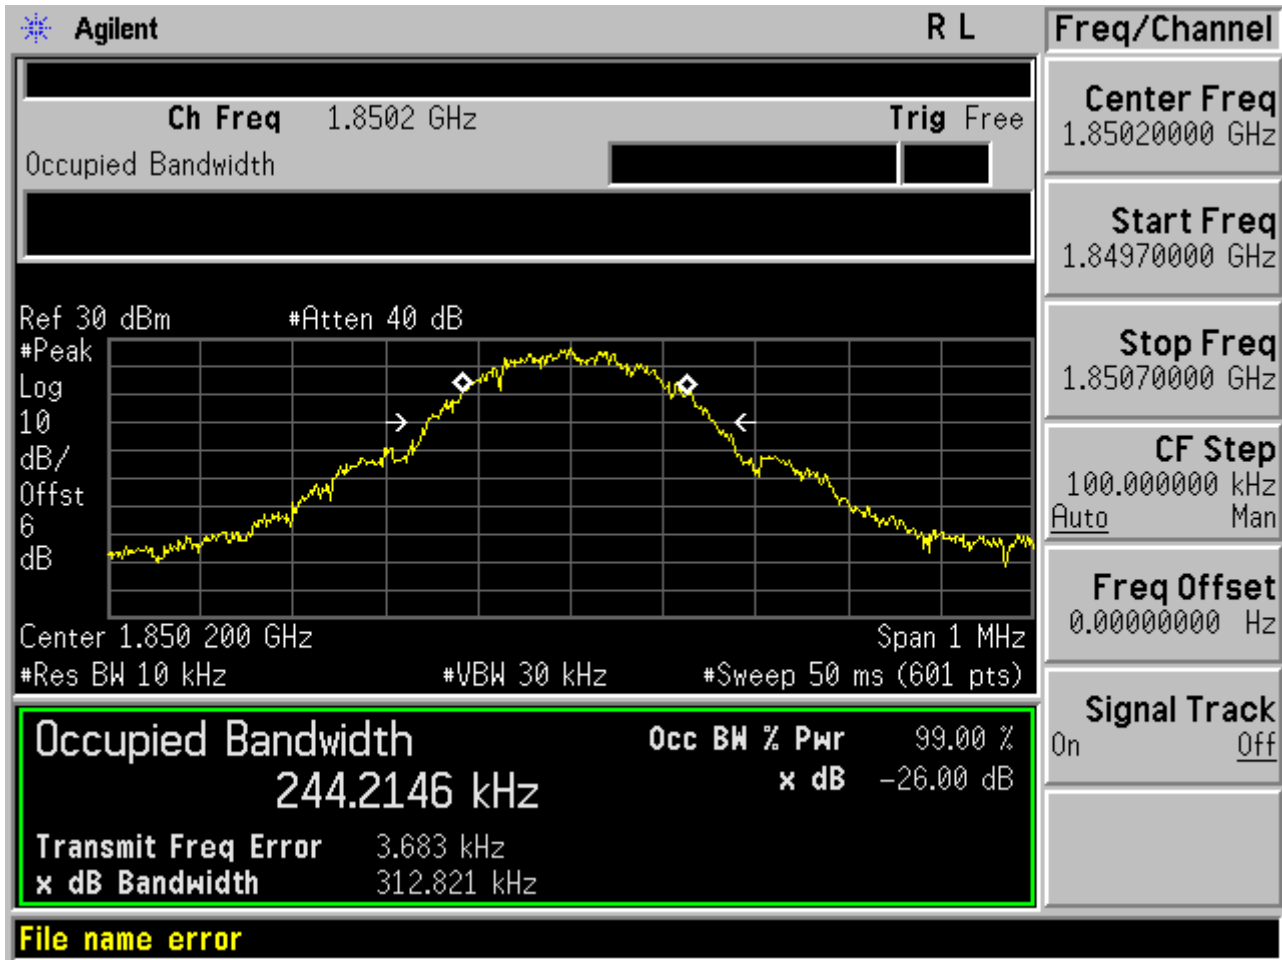 Agilent R L Freq/Channel
Ch Freq 1.8502 GHz Trig Free
Occupied Bandwidth
Center Freq
1.85020000 GHz
Start Freq
1.84970000 GHz
Stop Freq
1.85070000 GHz
CF Step
100.000000 kHz
Auto Man
Freq Offset
0.00000000 Hz
Signal Track
On Off
Ref 30 dBm #Atten 40 dB
#Peak
Log
10
dB/
Offst
6
dB
Center 1.850 200 GHz Span 1 MHz
#Res BW 10 kHz #VBW 30 kHz #Sweep 50 ms (601 pts)
Occupied Bandwidth Occ BW % Pwr 99.00 %
244.2146 kHz x dB -26.00 dB
Transmit Freq Error 3.683 kHz
x dB Bandwidth 312.821 kHz
File name error